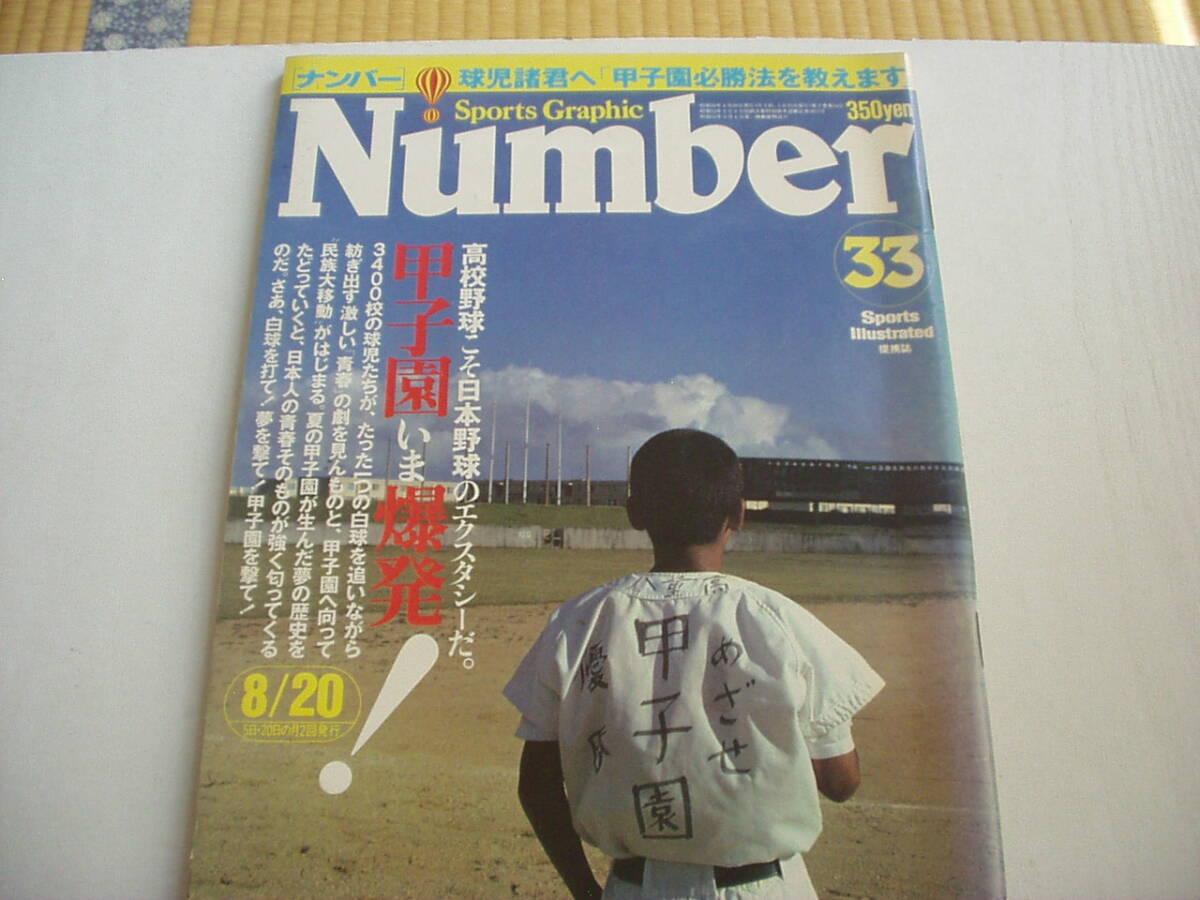 [ナンバー] 球児諸君へ「甲子園必勝法を教えます
Sports Graphic
350yen
Number
33
Sports
Illustrated
提携誌
高校野球こそ日本野球のエクスタシーだ。
甲子園いま爆発!
3400校の球児たちが、たった一つの白球を追いながら
紡ぎ出す激しい〝青春〟の劇を見んものと、甲子園へ向って
〝民族大移動〟がはじまる。夏の甲子園が生んだ夢の歴史を
たどっていくと、日本人の青春そのものが強く匂ってくる
のだ。さあ、白球を打て!夢を撃て!甲子園を撃て!
8/20
5日・20日の月2回発行
八重高
めざせ
甲子園
優